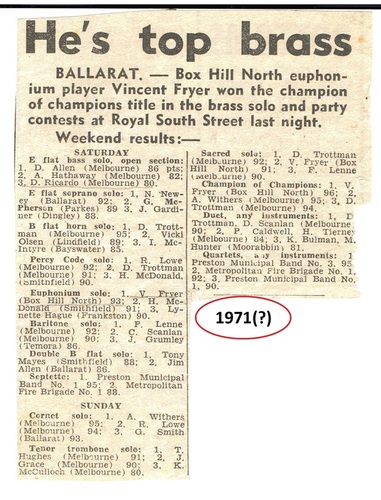 He's top brass
BALLARAT. — Box Hill North euphon-
ium player Vincent Fryer won the champion
of champions title in the brass solo and party
contests at Royal South Street last night.
Weekend results:—
SATURDAY
E flat bass solo, open section:
1, D. Allen (Melbourne) 86 pts;
2, A. Hathaway (Melbourne) 82;
3, D. Ricardo (Melbourne) 80.
E flat soprano solo: 1, N. New-
ey (Ballarat) 92; 2, G. Mc-
Pherson (Parkes) 89; 3, J. Gardi-
ner (Dingley) 88.
B flat horn solo: 1, D. Trott-
man (Melbourne) 95; 2, Vicki
Olsen (Lindfield) 89; 3, I. Mc-
Intyre (Bayswater) 85.
Percy Code solo: 1, R. Lowe
(Melbourne) 92; 2, D. Trottman
(Melbourne) 91; 3, H. McDonald,
(Smithfield) 90.
Euphonium solo: 1, V. Fryer
(Box Hill North) 93; 2, H. Mc-
Donald (Smithfield) 91; 3, Ly-
nette Hague (Frankston) 90.
Baritone solo: 1, F. Lenne
(Melbourne) 92; 2, C. Scanlan
(Melbourne) 90; 3, J. Grumley
(Temora) 86.
Double B flat solo: 1, Tony
Mayes (Smithfield) 88; 2, Jim
Allen (Ballarat) 86.
Septette: 1, Preston Municipal
Band No. 1 95; 2, Metropolitan
Fire Brigade No. 1 88.
SUNDAY
Cornet solo: 1, A. Withers
(Melbourne) 95; 2, R. Lowe
(Melbourne) 94; 3, G. Smith
(Ballarat) 93.
Tenor trombone solo: 1, T.
Hughes (Melbourne) 91; 2, J.
Grace (Melbourne) 90; 3, K.
McCulloch (Melbourne) 80.
Sacred solo: 1, D. Trottman
(Melbourne) 92; 2, V. Fryer (Box
Hill North) 91; 3, F. Lenne
(Melbourne) 90.
Champion of Champions: 1, V.
Fryer (Box Hill North) 96; 2,
A. Withers (Melbourne) 95; 3, D.
Trottman (Melbourne) 94.
Duet, any instruments: 1, D
Trottman, D. Scanlan (Melbourne)
90; 2, P. Caldwell, H. Tierney
(Melbourne) 84; 3, K. Bulman, M.
Hunter (Moorabbin) 81.
Quartets, any instruments: 1
Preston Municipal Band No. 3, 95
2, Metropolitan Fire Brigade No. 1,
92; 3, Preston Municipal Band No.
1, 90.
1971(?)